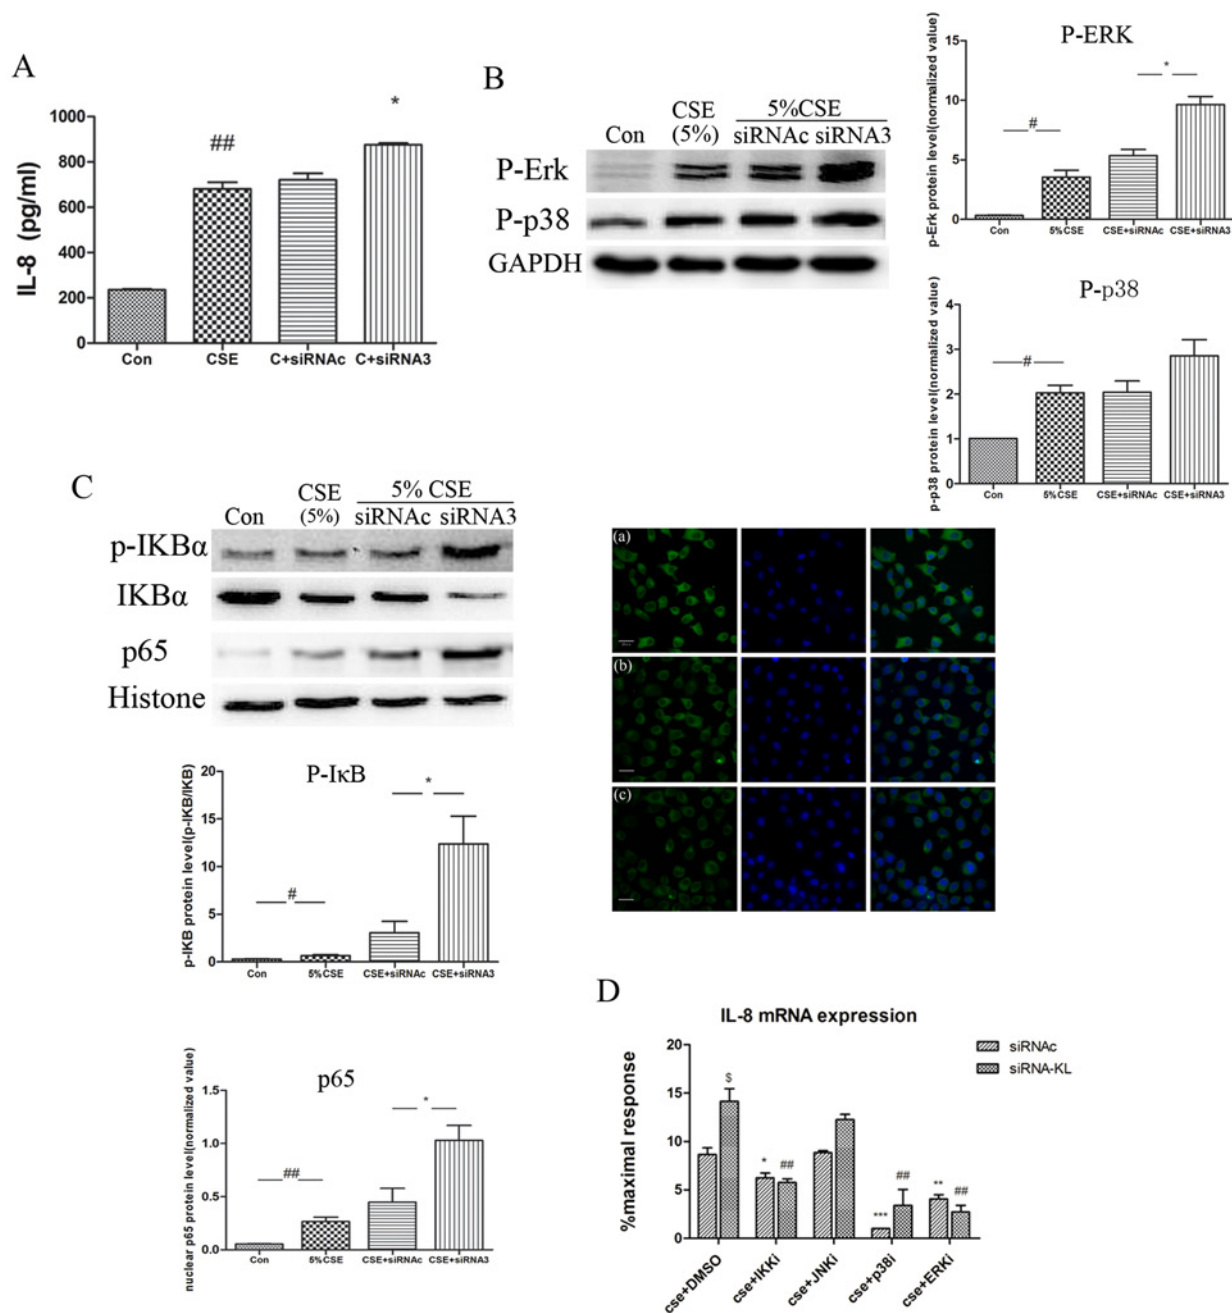 A
IL-8 (pg/ml)
1000
800
600
400
200
0
##
*
Con
CSE
C+siRNAc
C+siRNA3
B
Con
CSE
(5%)
5%CSE
siRNAc siRNA3
P-Erk
P-p38
GAPDH
P-ERK
p-Erk protein level(normalized value)
15
10
5
0
#
*
Con
5%CSE
CSE+siRNAc
CSE+siRNA3
P-p38
p-p38 protein level(normalized value)
4
3
2
1
0
#
Con
5%CSE
CSE+siRNAc
CSE+siRNA3
C
Con
CSE
(5%)
5% CSE
siRNAc siRNA3
p-IKBα
IKBα
p65
Histone
(a)
(b)
(c)
P-IκB
p-IKB protein level(p-IKB/IKB)
20
15
10
5
0
#
*
Con
5%CSE
CSE+siRNAc
CSE+siRNA3
p65
nuclear p65 protein level(normalized value)
1.5
1.0
0.5
0.0
##
*
Con
5%CSE
CSE+siRNAc
CSE+siRNA3
D
IL-8 mRNA expression
%maximal response
20
15
10
5
0
$
*
##
***
##
**
##
siRNAc
siRNA-KL
cse+DMSO
cse+IKKi
cse+JNKi
cse+p38i
cse+ERKi